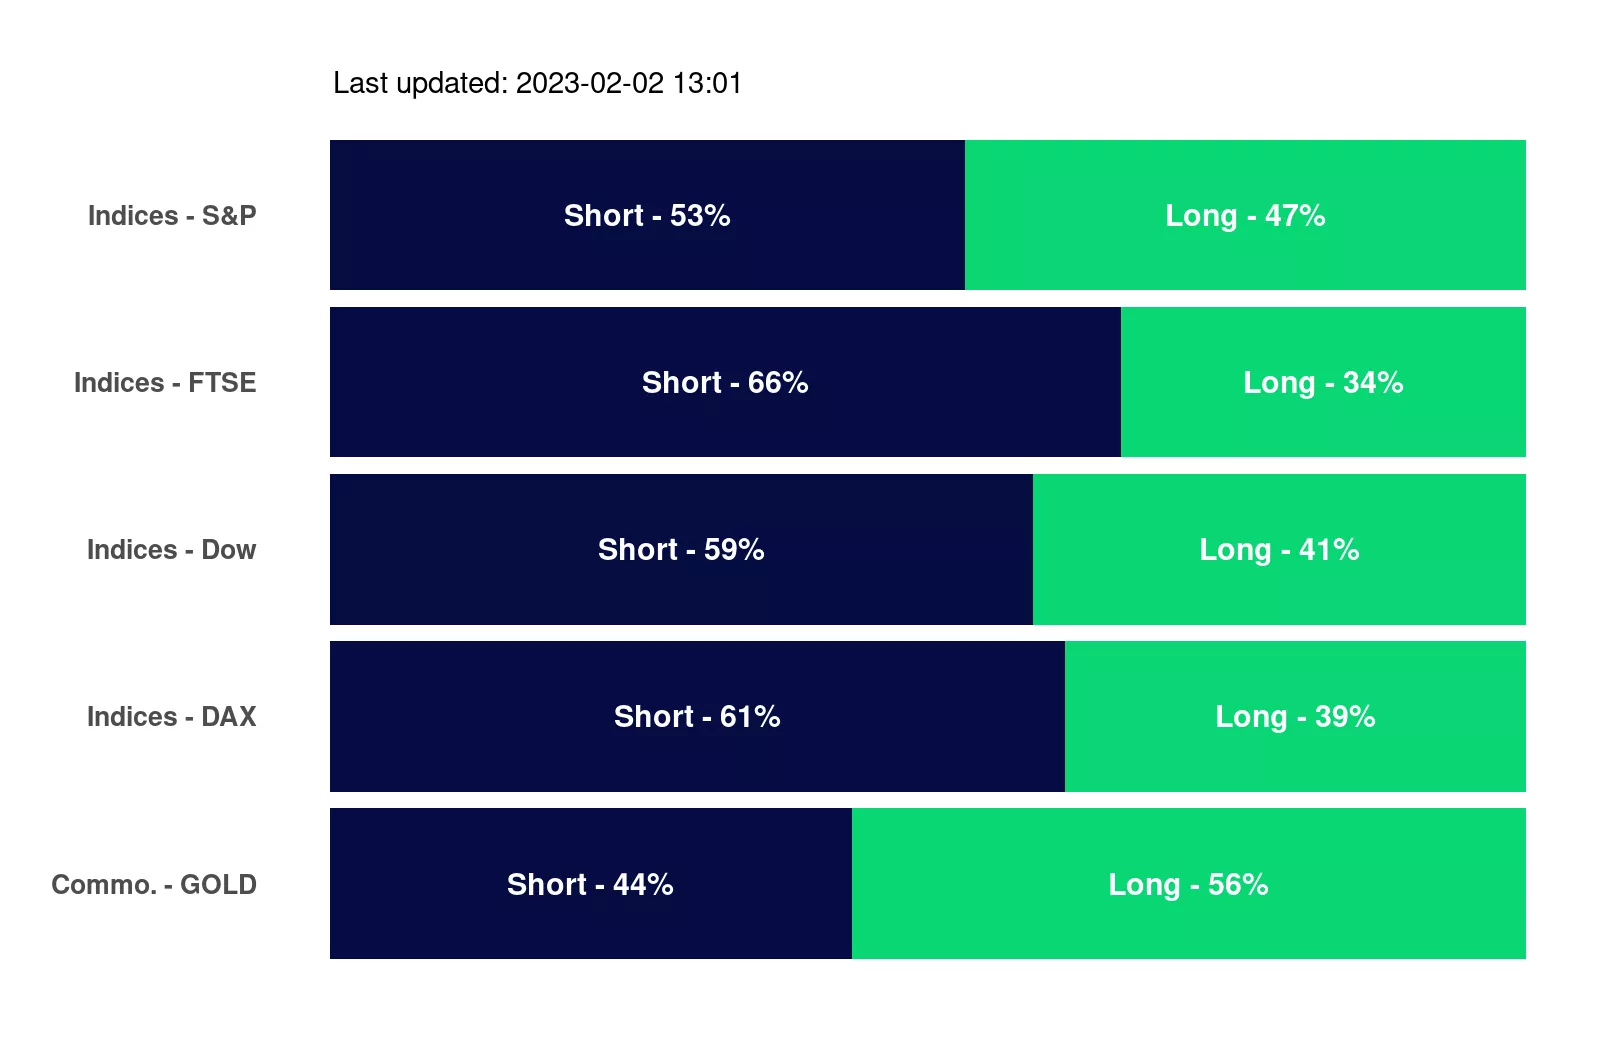 Last updated: 2023-02-02 13:01
Indices - S&P Short - 53% Long - 47%
Indices - FTSE Short - 66% Long - 34%
Indices - Dow Short - 59% Long - 41%
Indices - DAX Short - 61% Long - 39%
Commo. - GOLD Short - 44% Long - 56%